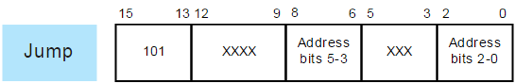 15 13 12 9 8 6 5 3 2 0
Jump 101 XXXX Address bits 5-3 XXX Address bits 2-0